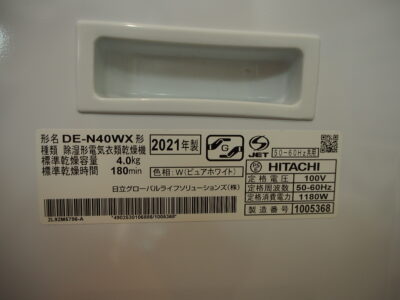 形名 DE-N40WX 形
種類 除湿形電気衣類乾燥機
標準乾燥容量 4.0kg
標準乾燥時間 180min
2021年製
色相：W（ピュアホワイト）
日立グローバルライフソリューションズ（株）
G
S
JET
50-60Hz共用
HITACHI
定格電圧 100V
定格周波数 50-60Hz
定格消費電力 1180W
製造番号 1005368
2L92M6796-A
*4902530106886/1005368*